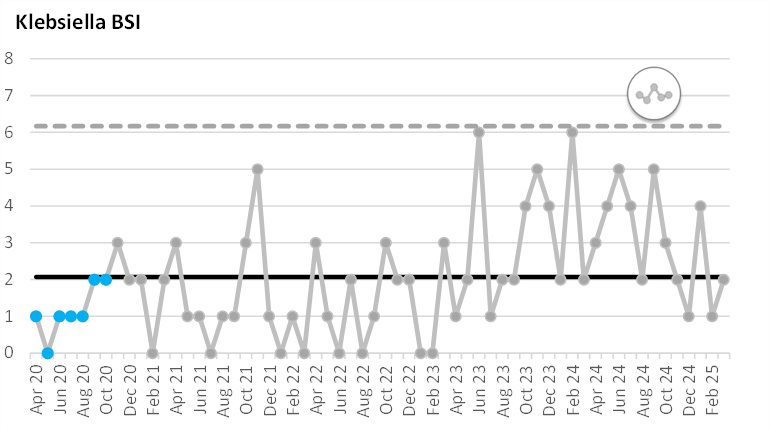 Klebsiella BSI
8
7
6
5
4
3
2
1
0
Apr 20
Jun 20
Aug 20
Oct 20
Dec 20
Feb 21
Apr 21
Jun 21
Aug 21
Oct 21
Dec 21
Feb 22
Apr 22
Jun 22
Aug 22
Oct 22
Dec 22
Feb 23
Apr 23
Jun 23
Aug 23
Oct 23
Dec 23
Feb 24
Apr 24
Jun 24
Aug 24
Oct 24
Dec 24
Feb 25